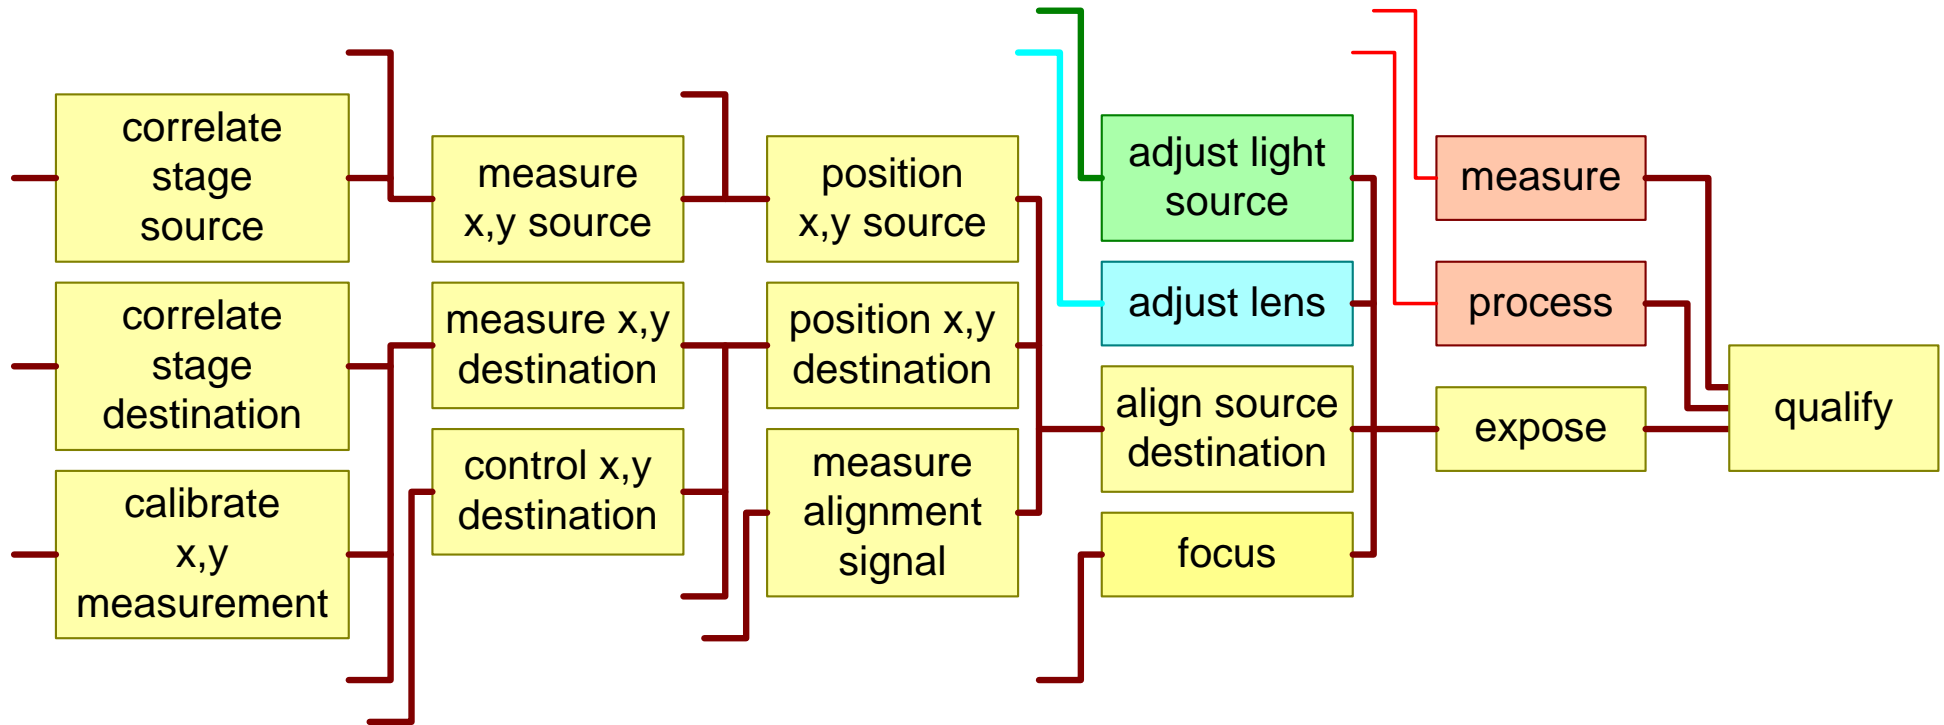 correlate
stage
source
correlate
stage
destination
calibrate
x,y
measurement
measure
x,y source
measure x,y
destination
control x,y
destination
position
x,y source
position x,y
destination
measure
alignment
signal
adjust light
source
adjust lens
align source
destination
focus
measure
process
expose
qualify